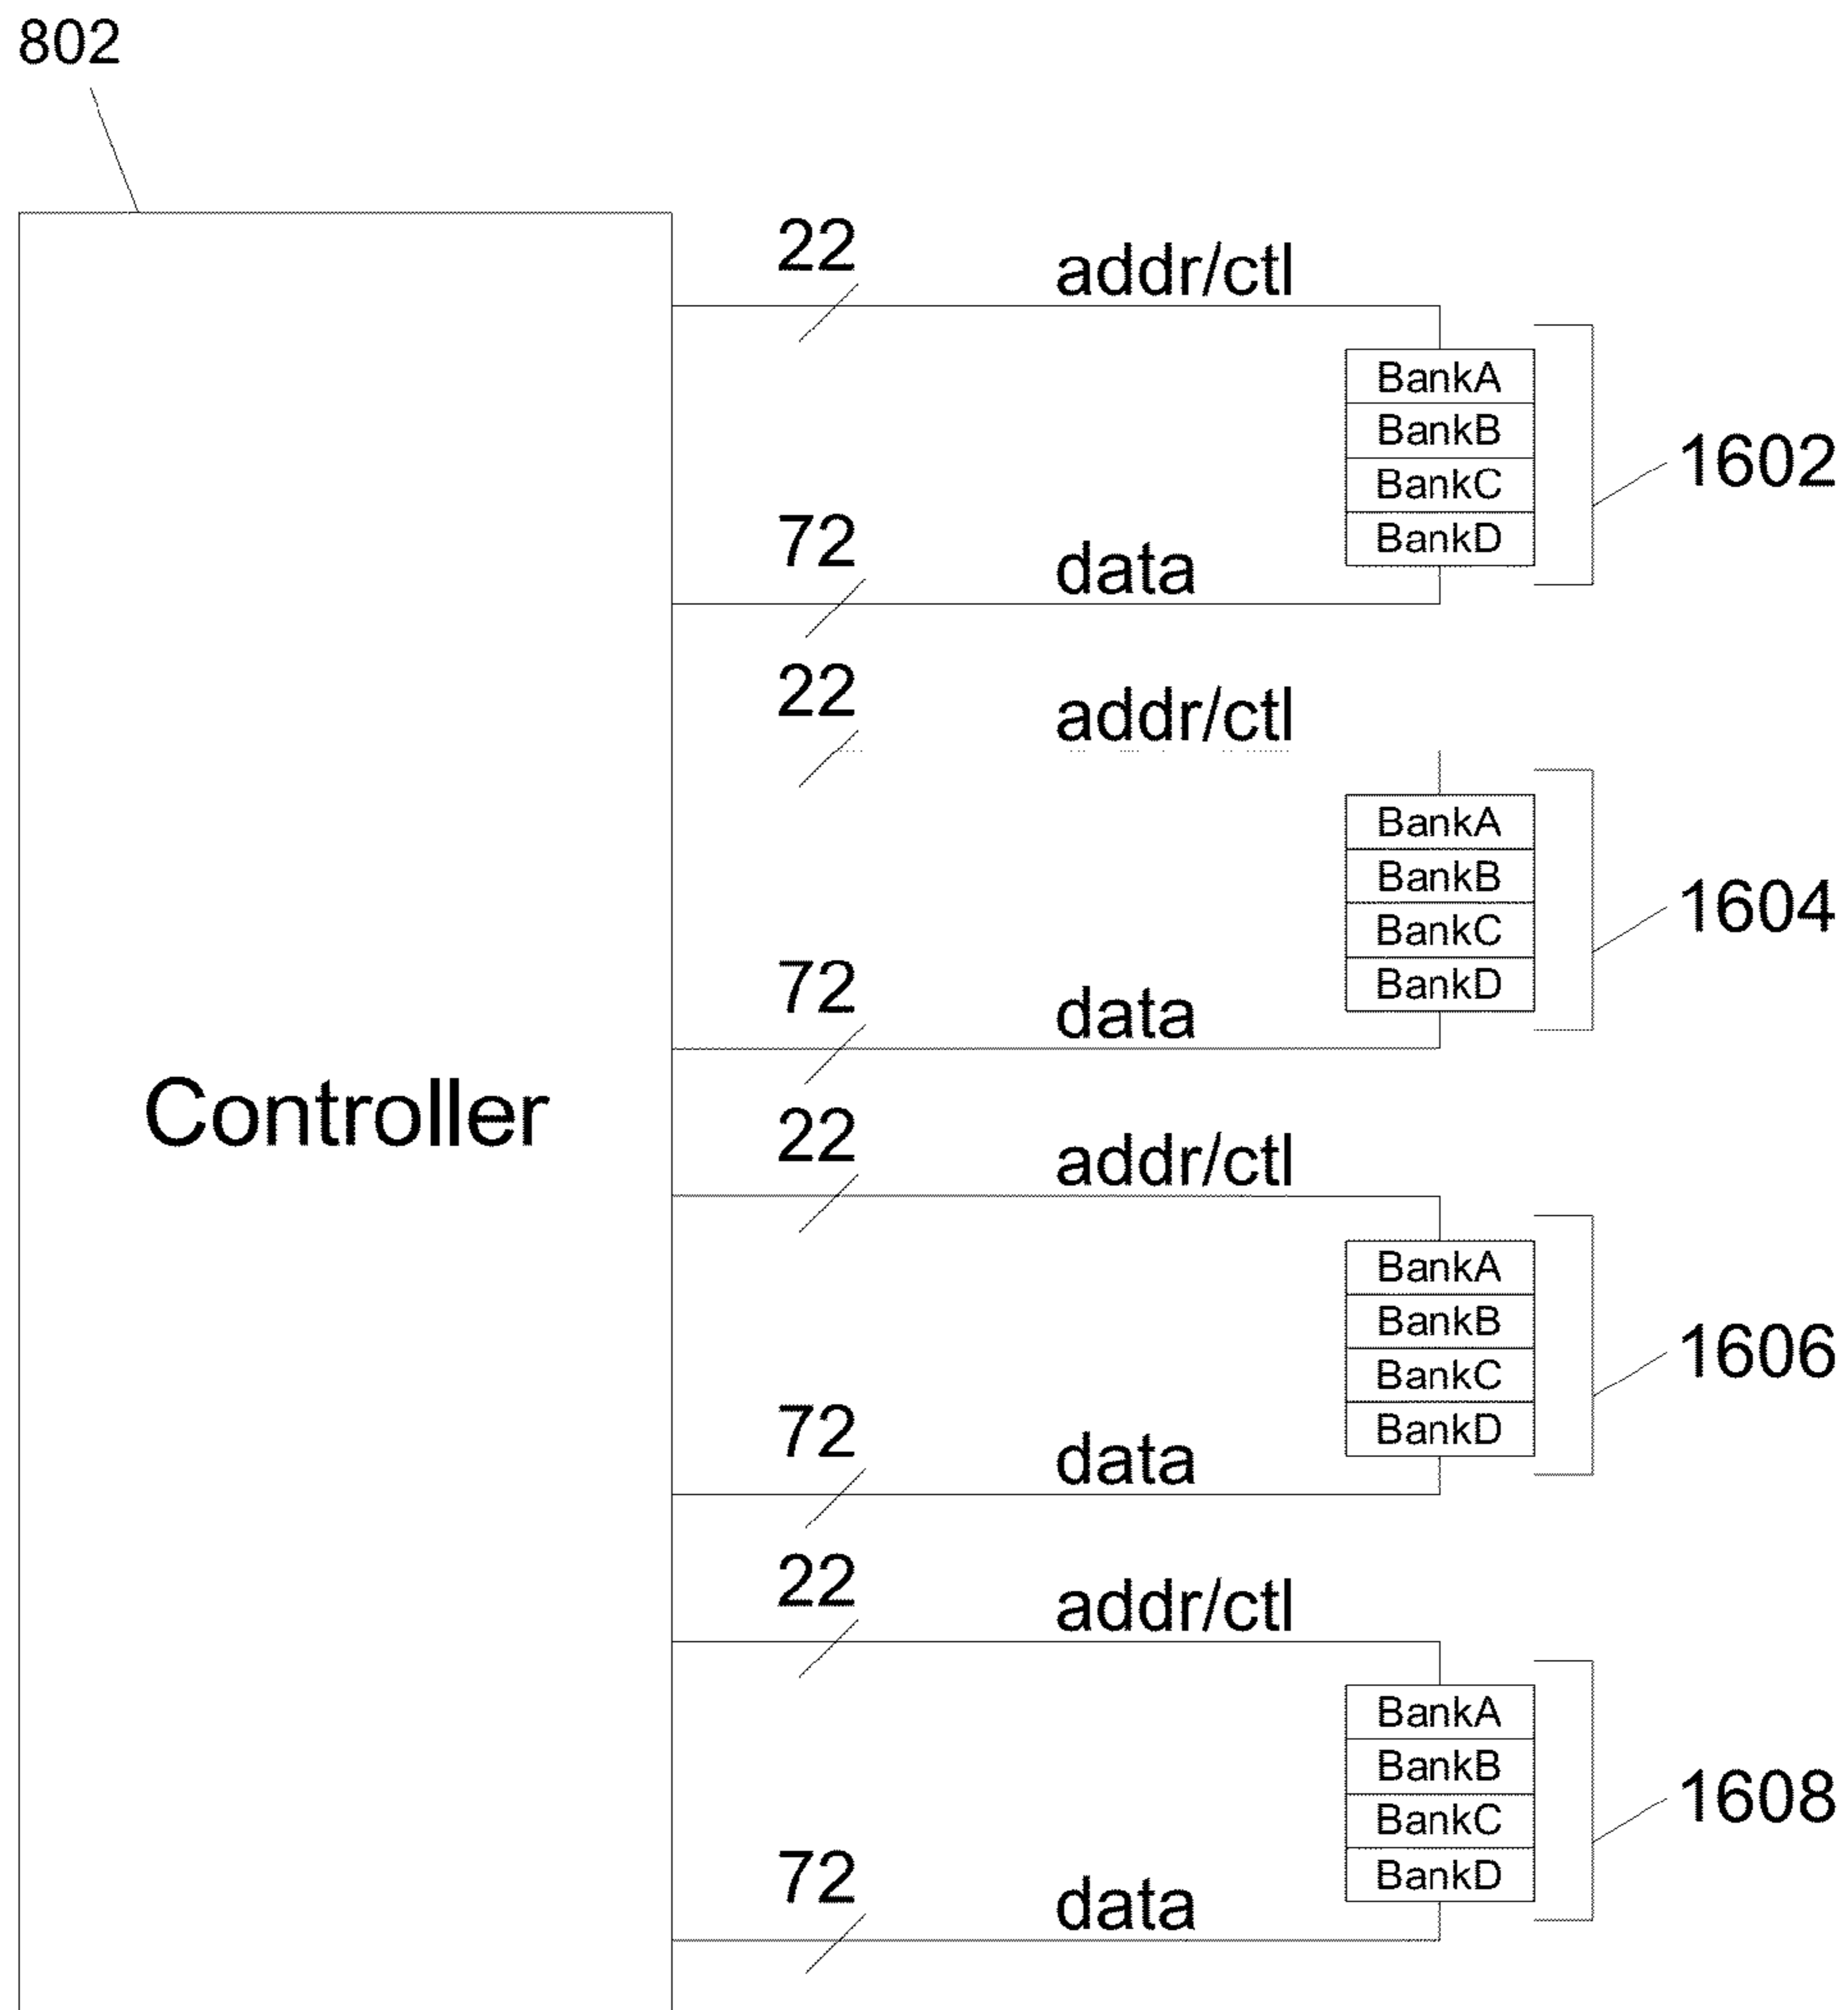 802
22 addr/ctl
BankA
BankB
BankC
BankD
1602
72 data
22 addr/ctl
BankA
BankB
BankC
BankD
1604
72 data
Controller
22 addr/ctl
BankA
BankB
BankC
BankD
1606
72 data
22 addr/ctl
BankA
BankB
BankC
BankD
1608
72 data